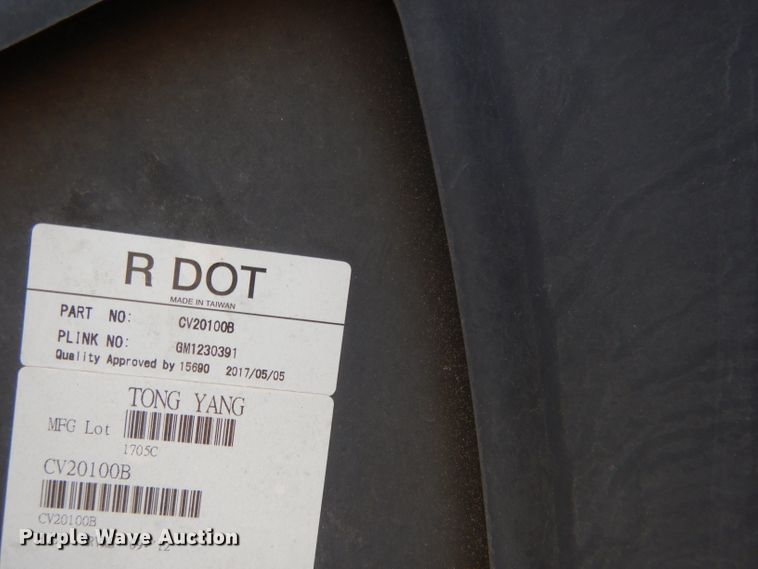 R DOT
MADE IN TAIWAN
PART NO: CV20100B
PLINK NO: GM1230391
Quality Approved by 15690 2017/05/05
TONG YANG
MFG Lot
1705C
CV20100B
CV20100B
Purple Wave Auction